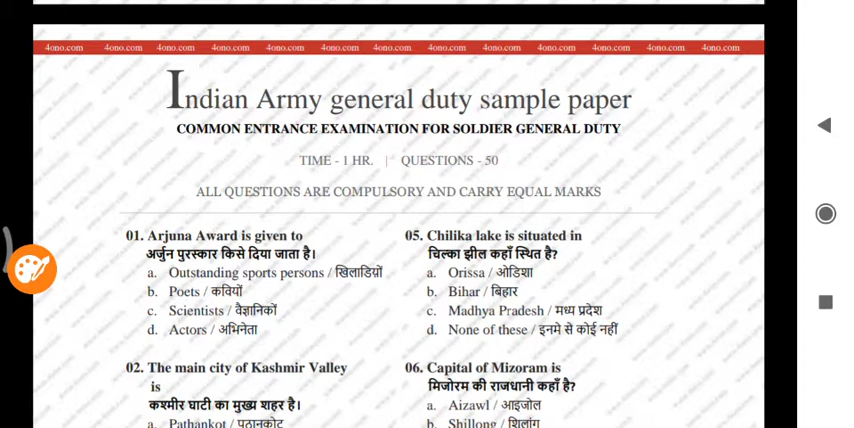 4ono.com 4ono.com 4ono.com 4ono.com 4ono.com 4ono.com 4ono.com 4ono.com 4ono.com 4ono.com 4ono.com 4ono.com 4ono.com
Indian Army general duty sample paper
COMMON ENTRANCE EXAMINATION FOR SOLDIER GENERAL DUTY
TIME - 1 HR. | QUESTIONS - 50
ALL QUESTIONS ARE COMPULSORY AND CARRY EQUAL MARKS
01. Arjuna Award is given to
अर्जुन पुरस्कार किसे दिया जाता है।
a. Outstanding sports persons / खिलाडिय़ों
b. Poets / कवियों
c. Scientists / वैज्ञानिकों
d. Actors / अभिनेता
02. The main city of Kashmir Valley
is
कश्मीर घाटी का मुख्य शहर है।
a. Pathankot / पठानकोट
05. Chilika lake is situated in
चिल्का झील कहाँ स्थित है?
a. Orissa / ओडिशा
b. Bihar / बिहार
c. Madhya Pradesh / मध्य प्रदेश
d. None of these / इनमे से कोई नहीं
06. Capital of Mizoram is
मिजोरम की राजधानी कहाँ है?
a. Aizawl / आइजोल
b. Shillong / शिलांग